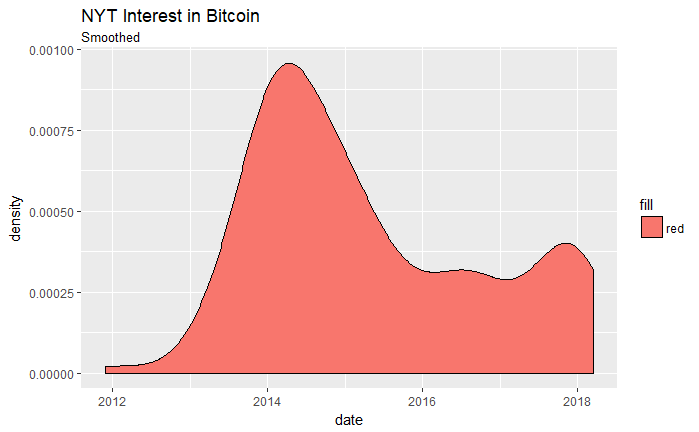 NYT Interest in Bitcoin
Smoothed
0.00100
0.00075
0.00050
0.00025
0.00000
density
2012 2014 2016 2018
date
fill
red